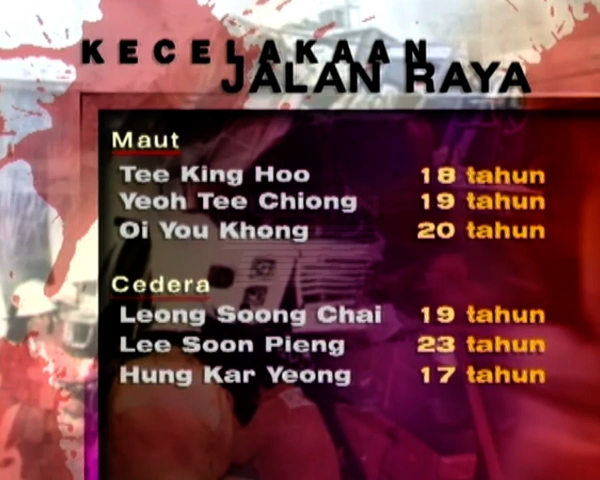 KECELAKAAN
JALAN RAYA
Maut
Tee King Hoo 18 tahun
Yeoh Tee Chiong 19 tahun
Oi You Khong 20 tahun
Cedera
Leong Soong Chai 19 tahun
Lee Soon Pieng 23 tahun
Hung Kar Yeong 17 tahun